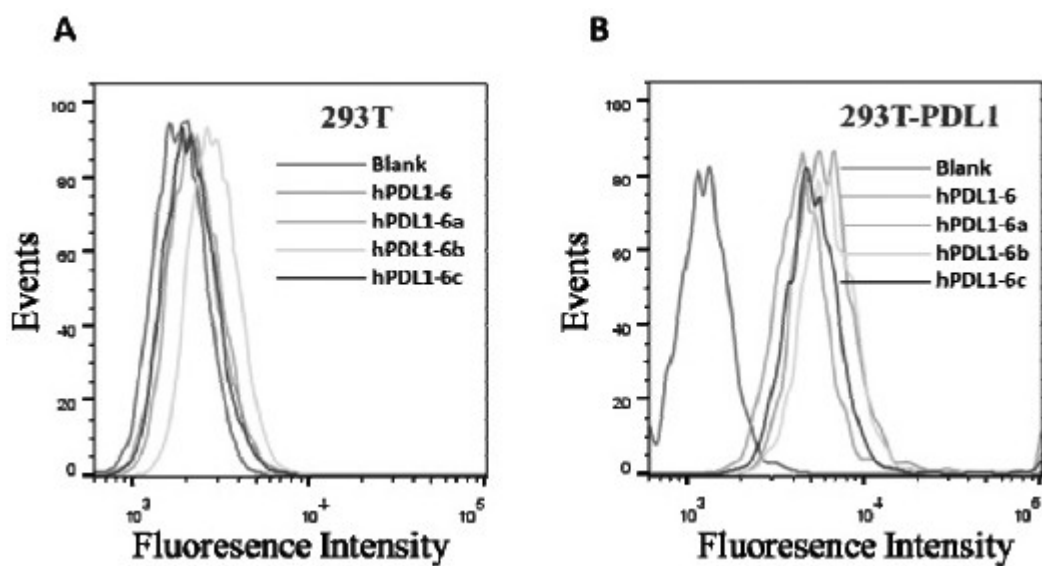 A
293T
Blank
hPDL1-6
hPDL1-6a
hPDL1-6b
hPDL1-6c
Events
100
80
60
40
20
0
10³
10⁴
10⁵
Fluoresence Intensity
B
293T-PDL1
Blank
hPDL1-6
hPDL1-6a
hPDL1-6b
hPDL1-6c
Events
100
80
60
40
20
0
10³
10⁴
10⁵
Fluoresence Intensity